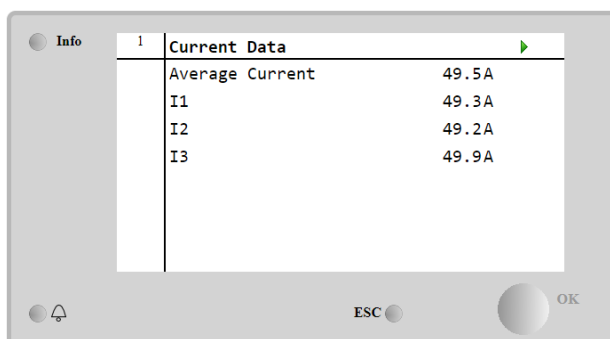 Info
1 Current Data
Average Current 49.5A
I1 49.3A
I2 49.2A
I3 49.9A
ESC
OK